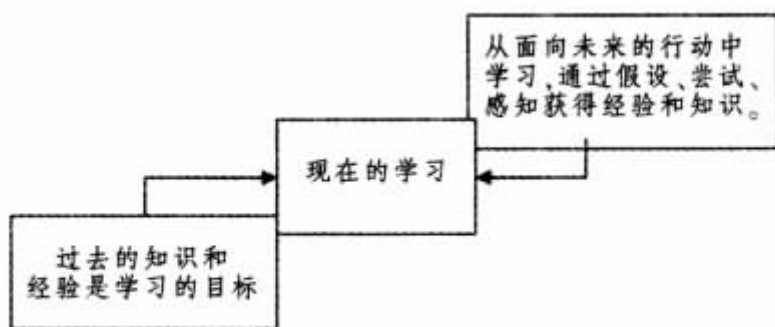 从面向未来的行动中
学习、通过假设、尝试、
感知获得经验和知识。
现在的学习
过去的知识和
经验是学习的目标